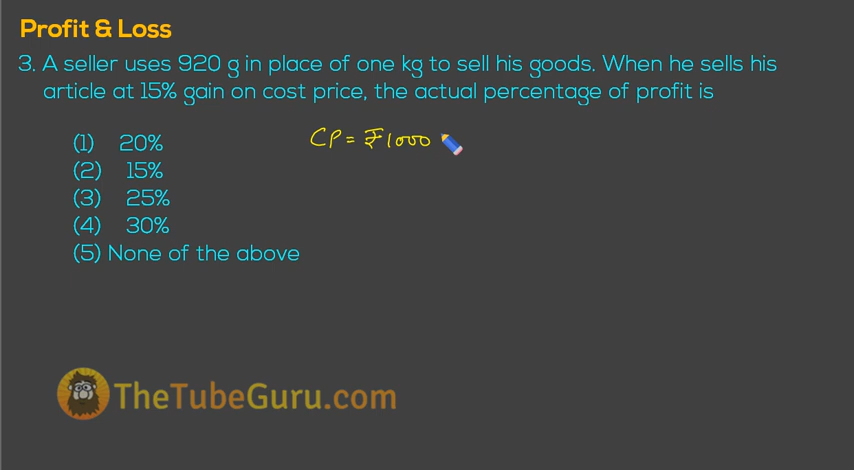 Profit & Loss
3. A seller uses 920 g in place of one kg to sell his goods. When he sells his
article at 15% gain on cost price, the actual percentage of profit is
(1) 20%
CP = ₹1000
(2) 15%
(3) 25%
(4) 30%
(5) None of the above
TheTubeGuru.com